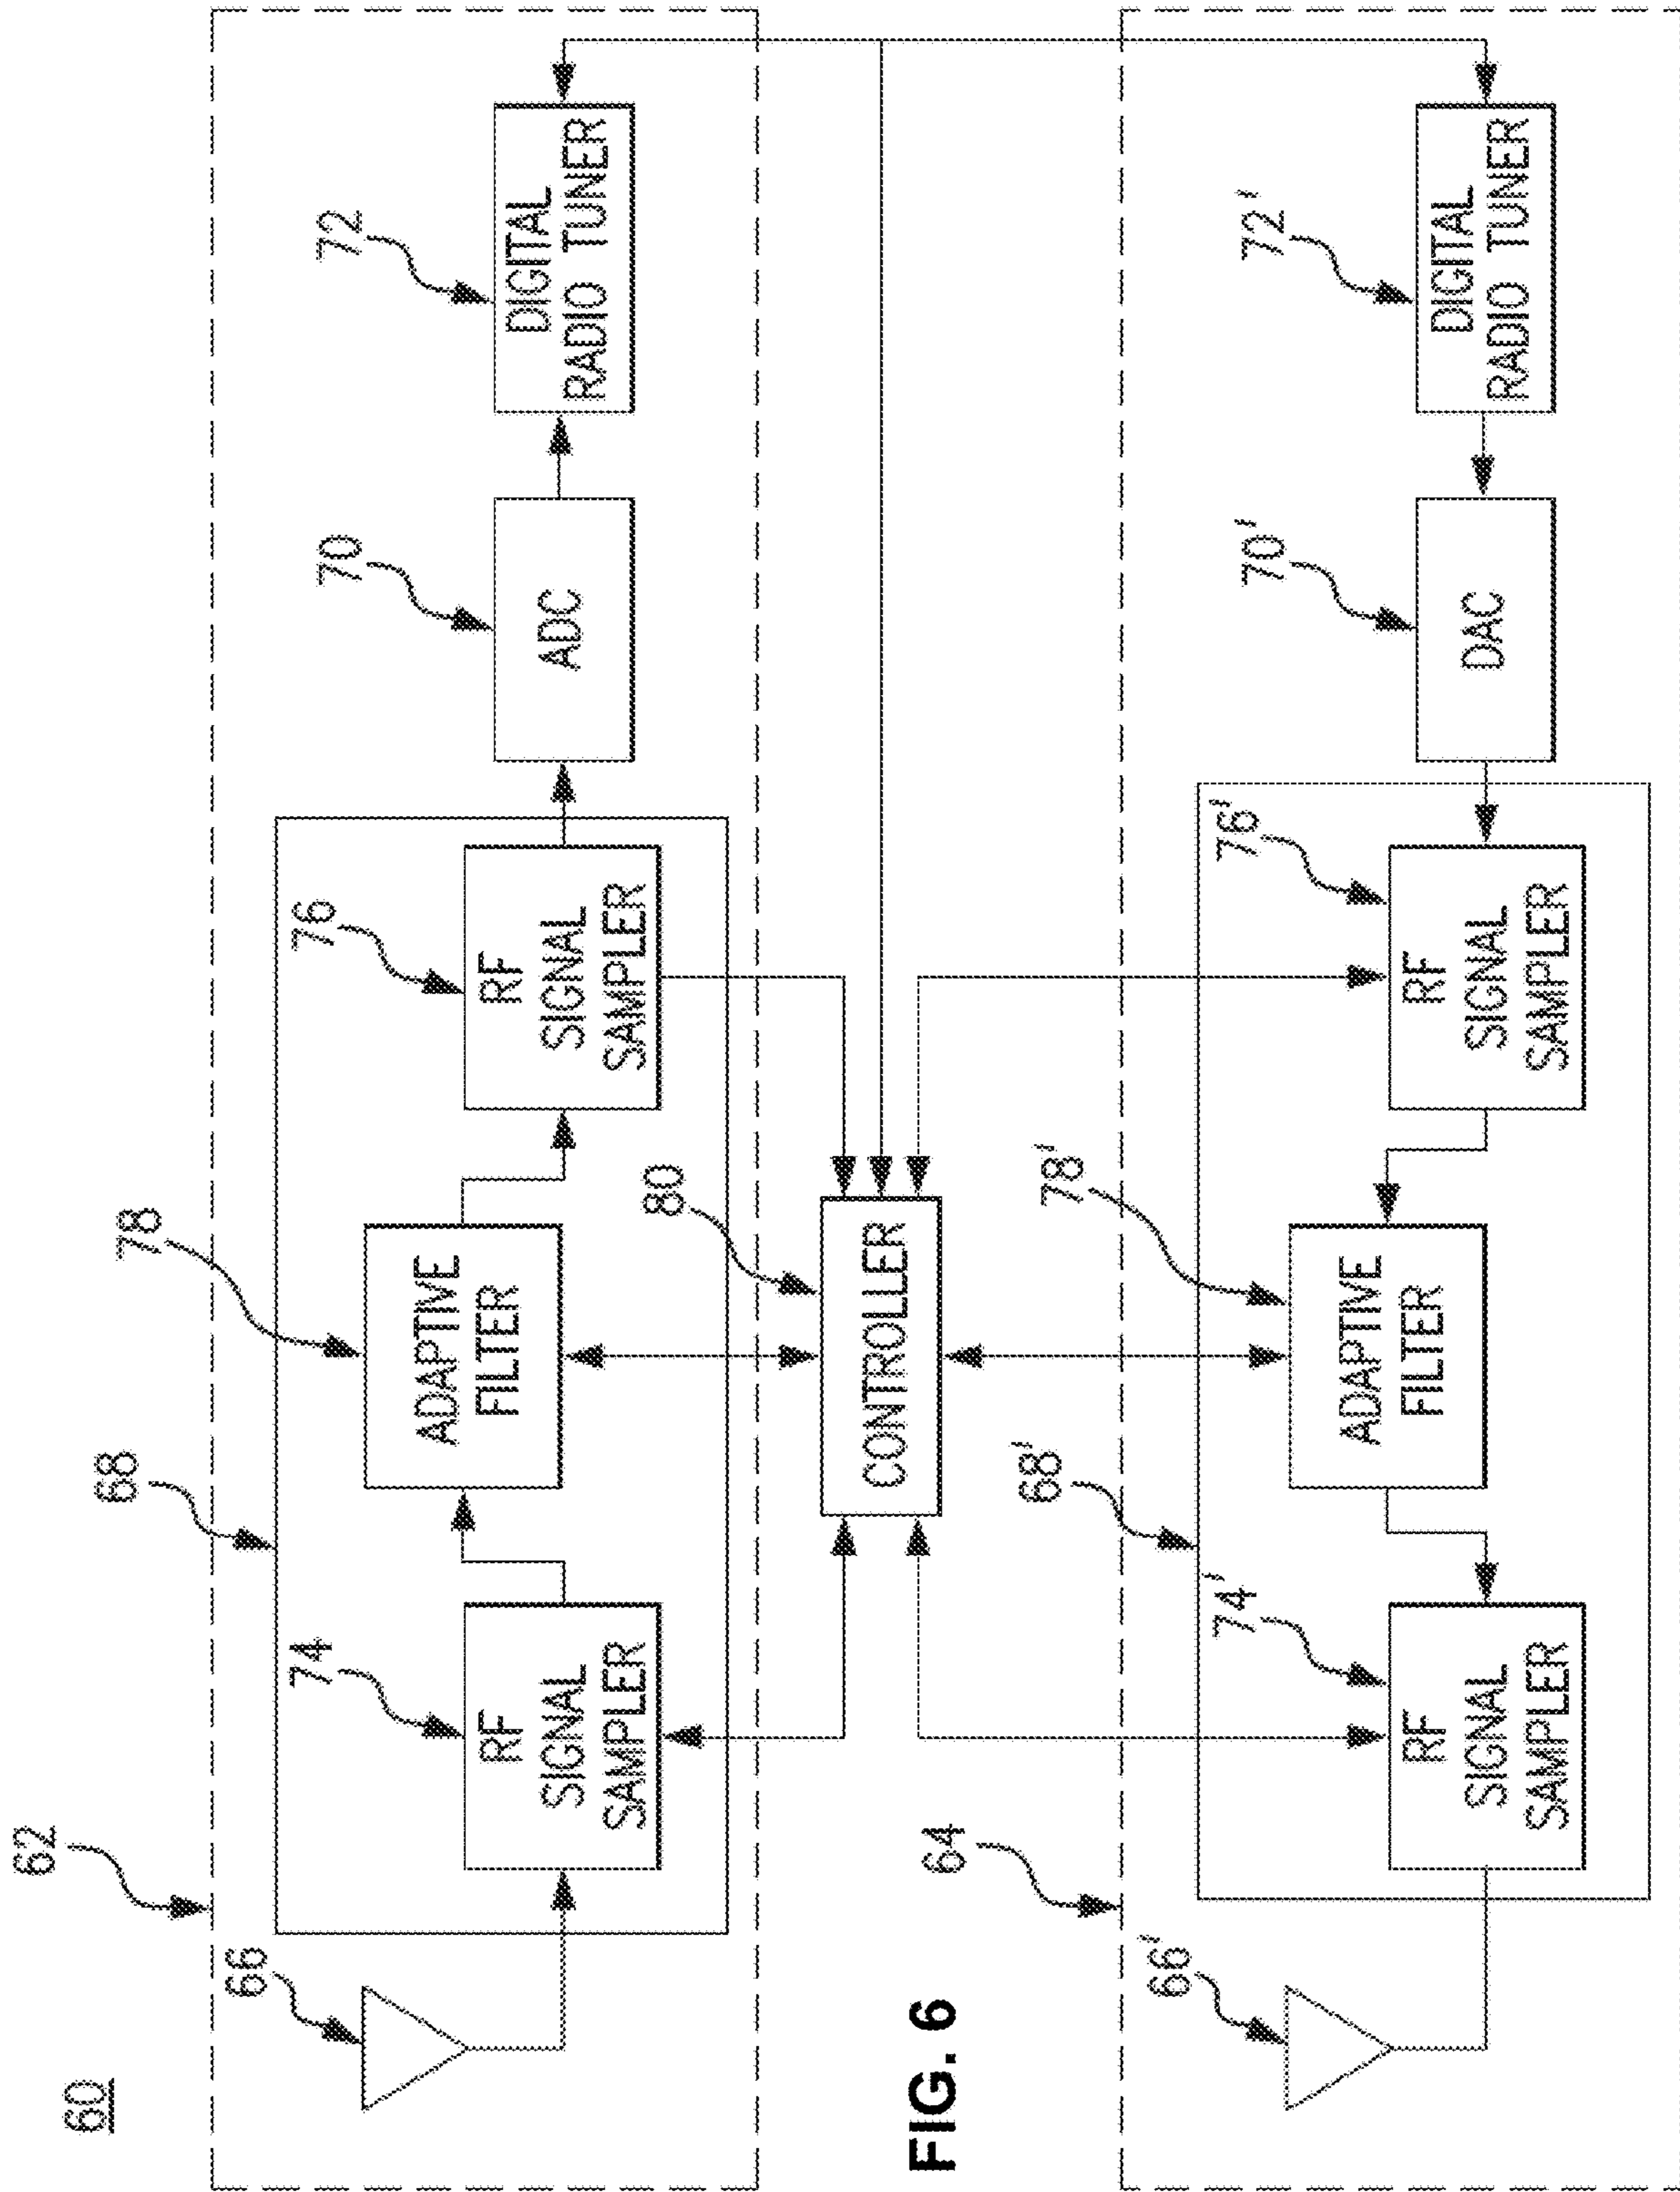 60
62
66
68
74
RF
SIGNAL
SAMPLER
78
ADAPTIVE
FILTER
76
RF
SIGNAL
SAMPLER
70
ADC
72
DIGITAL
RADIO TUNER
80
CONTROLLER
FIG. 6
64
66'
68'
74'
RF
SIGNAL
SAMPLER
78'
ADAPTIVE
FILTER
76'
RF
SIGNAL
SAMPLER
70'
DAC
72'
DIGITAL
RADIO TUNER